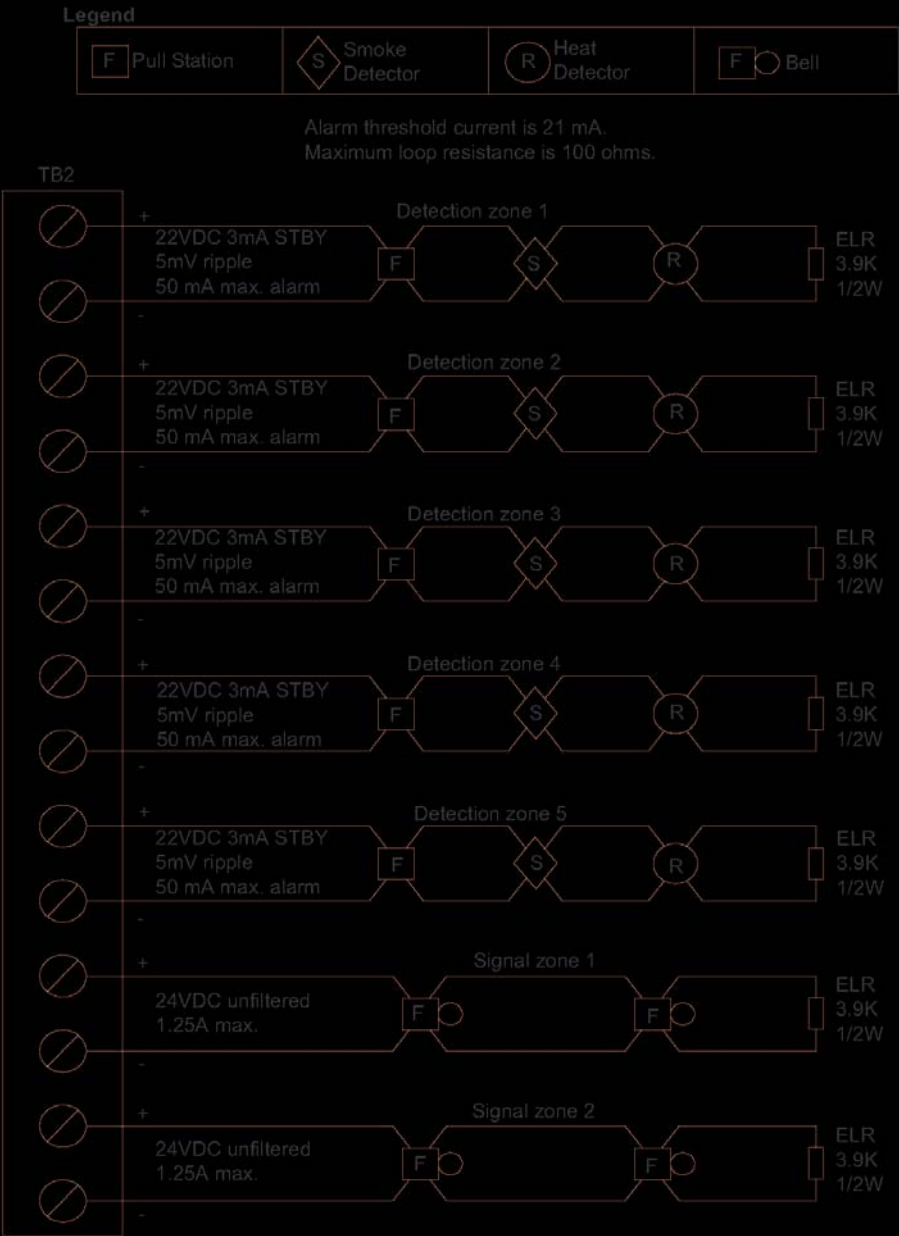 Legend
F Pull Station
S Smoke Detector
R Heat Detector
F Bell
Alarm threshold current is 21 mA.
Maximum loop resistance is 100 ohms.
TB2
Detection zone 1
+
22VDC 3mA STBY
5mV ripple
50 mA max. alarm
-
F
S
R
ELR
3.9K
1/2W
Detection zone 2
+
22VDC 3mA STBY
5mV ripple
50 mA max. alarm
-
F
S
R
ELR
3.9K
1/2W
Detection zone 3
+
22VDC 3mA STBY
5mV ripple
50 mA max. alarm
-
F
S
R
ELR
3.9K
1/2W
Detection zone 4
+
22VDC 3mA STBY
5mV ripple
50 mA max. alarm
-
F
S
R
ELR
3.9K
1/2W
Detection zone 5
+
22VDC 3mA STBY
5mV ripple
50 mA max. alarm
-
F
S
R
ELR
3.9K
1/2W
Signal zone 1
+
24VDC unfiltered
1.25A max.
-
F
F
ELR
3.9K
1/2W
Signal zone 2
+
24VDC unfiltered
1.25A max.
-
F
F
ELR
3.9K
1/2W